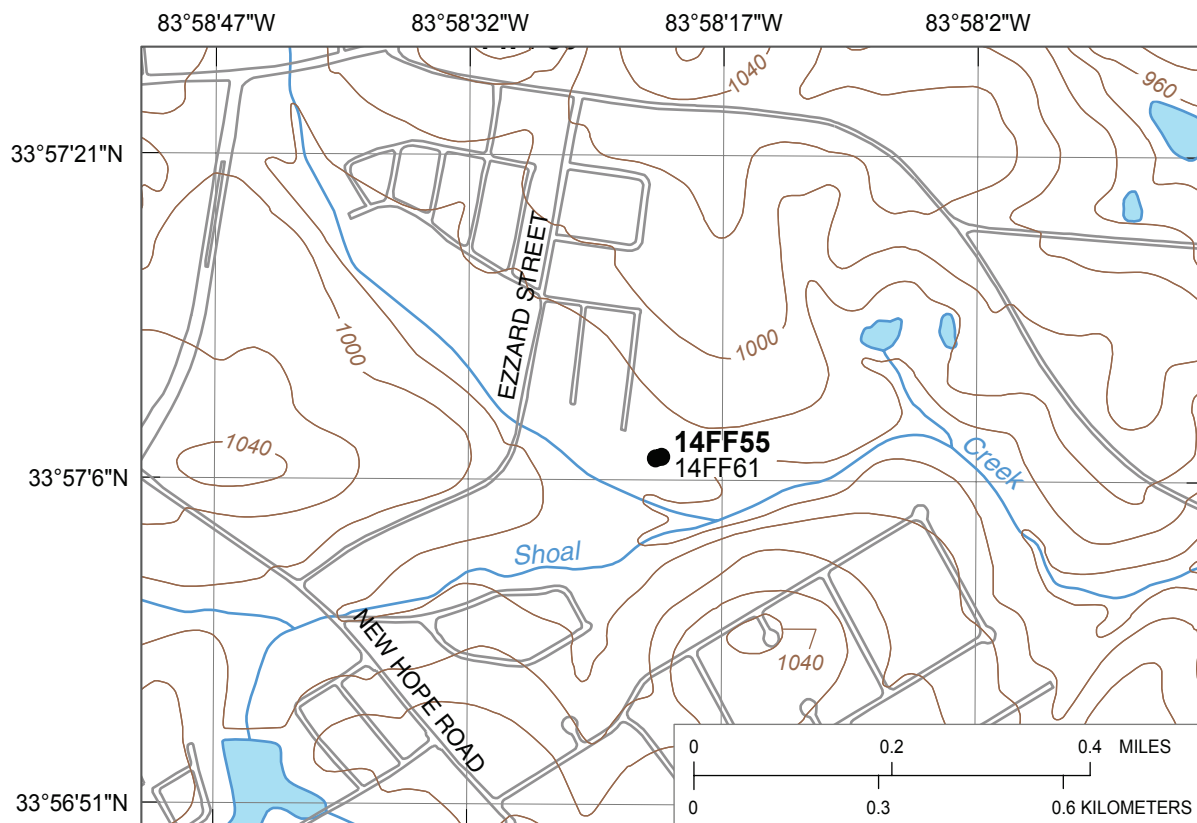 83°58'47"W 83°58'32"W 83°58'17"W 83°58'2"W
1040
960
33°57'21"N
EZZARD STREET
1000
1000
1040
14FF55
14FF61
33°57'6"N
Creek
Shoal
NEW HOPE ROAD
1040
0 0.2 0.4 MILES
0 0.3 0.6 KILOMETERS
33°56'51"N